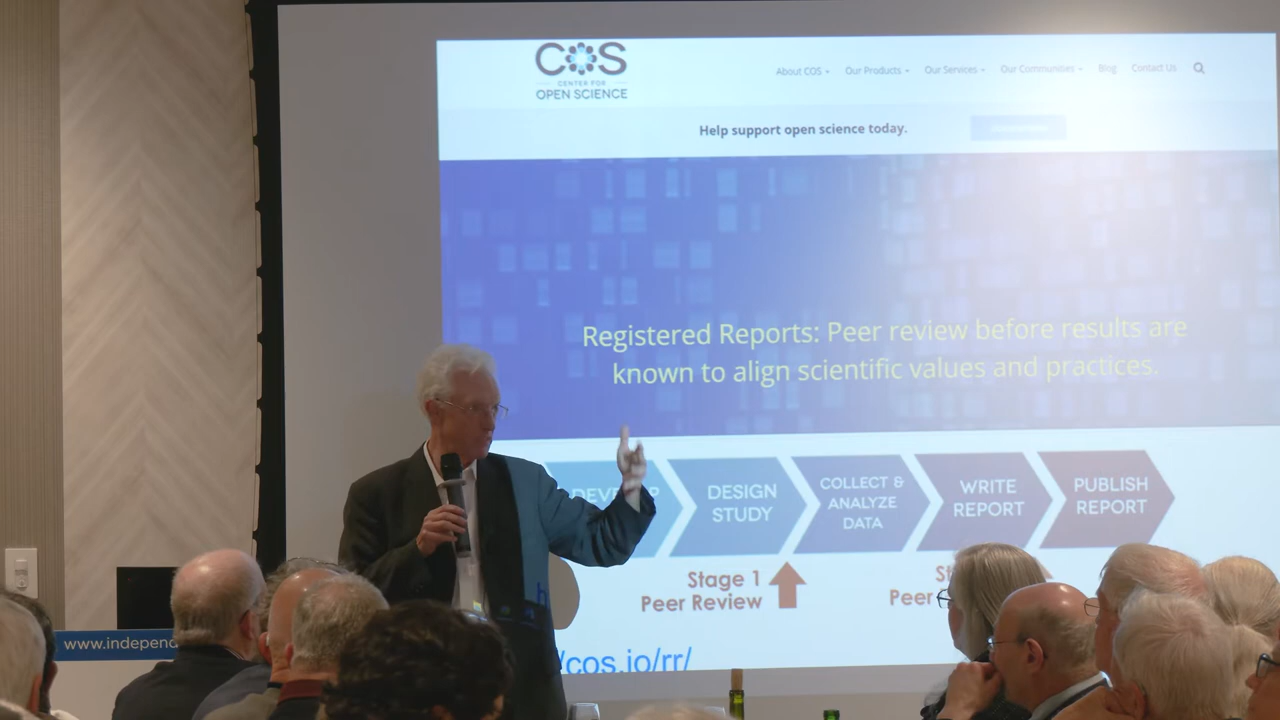 COS
CENTER FOR
OPEN SCIENCE
About COS Our Products Our Services Our Communities Blog Contact Us
Help support open science today.
Registered Reports: Peer review before results are
known to align scientific values and practices.
DESIGN
STUDY
COLLECT &
ANALYZE
DATA
WRITE
REPORT
PUBLISH
REPORT
Stage 1
Peer Review
Peer
/cos.io/rr/
www.independ